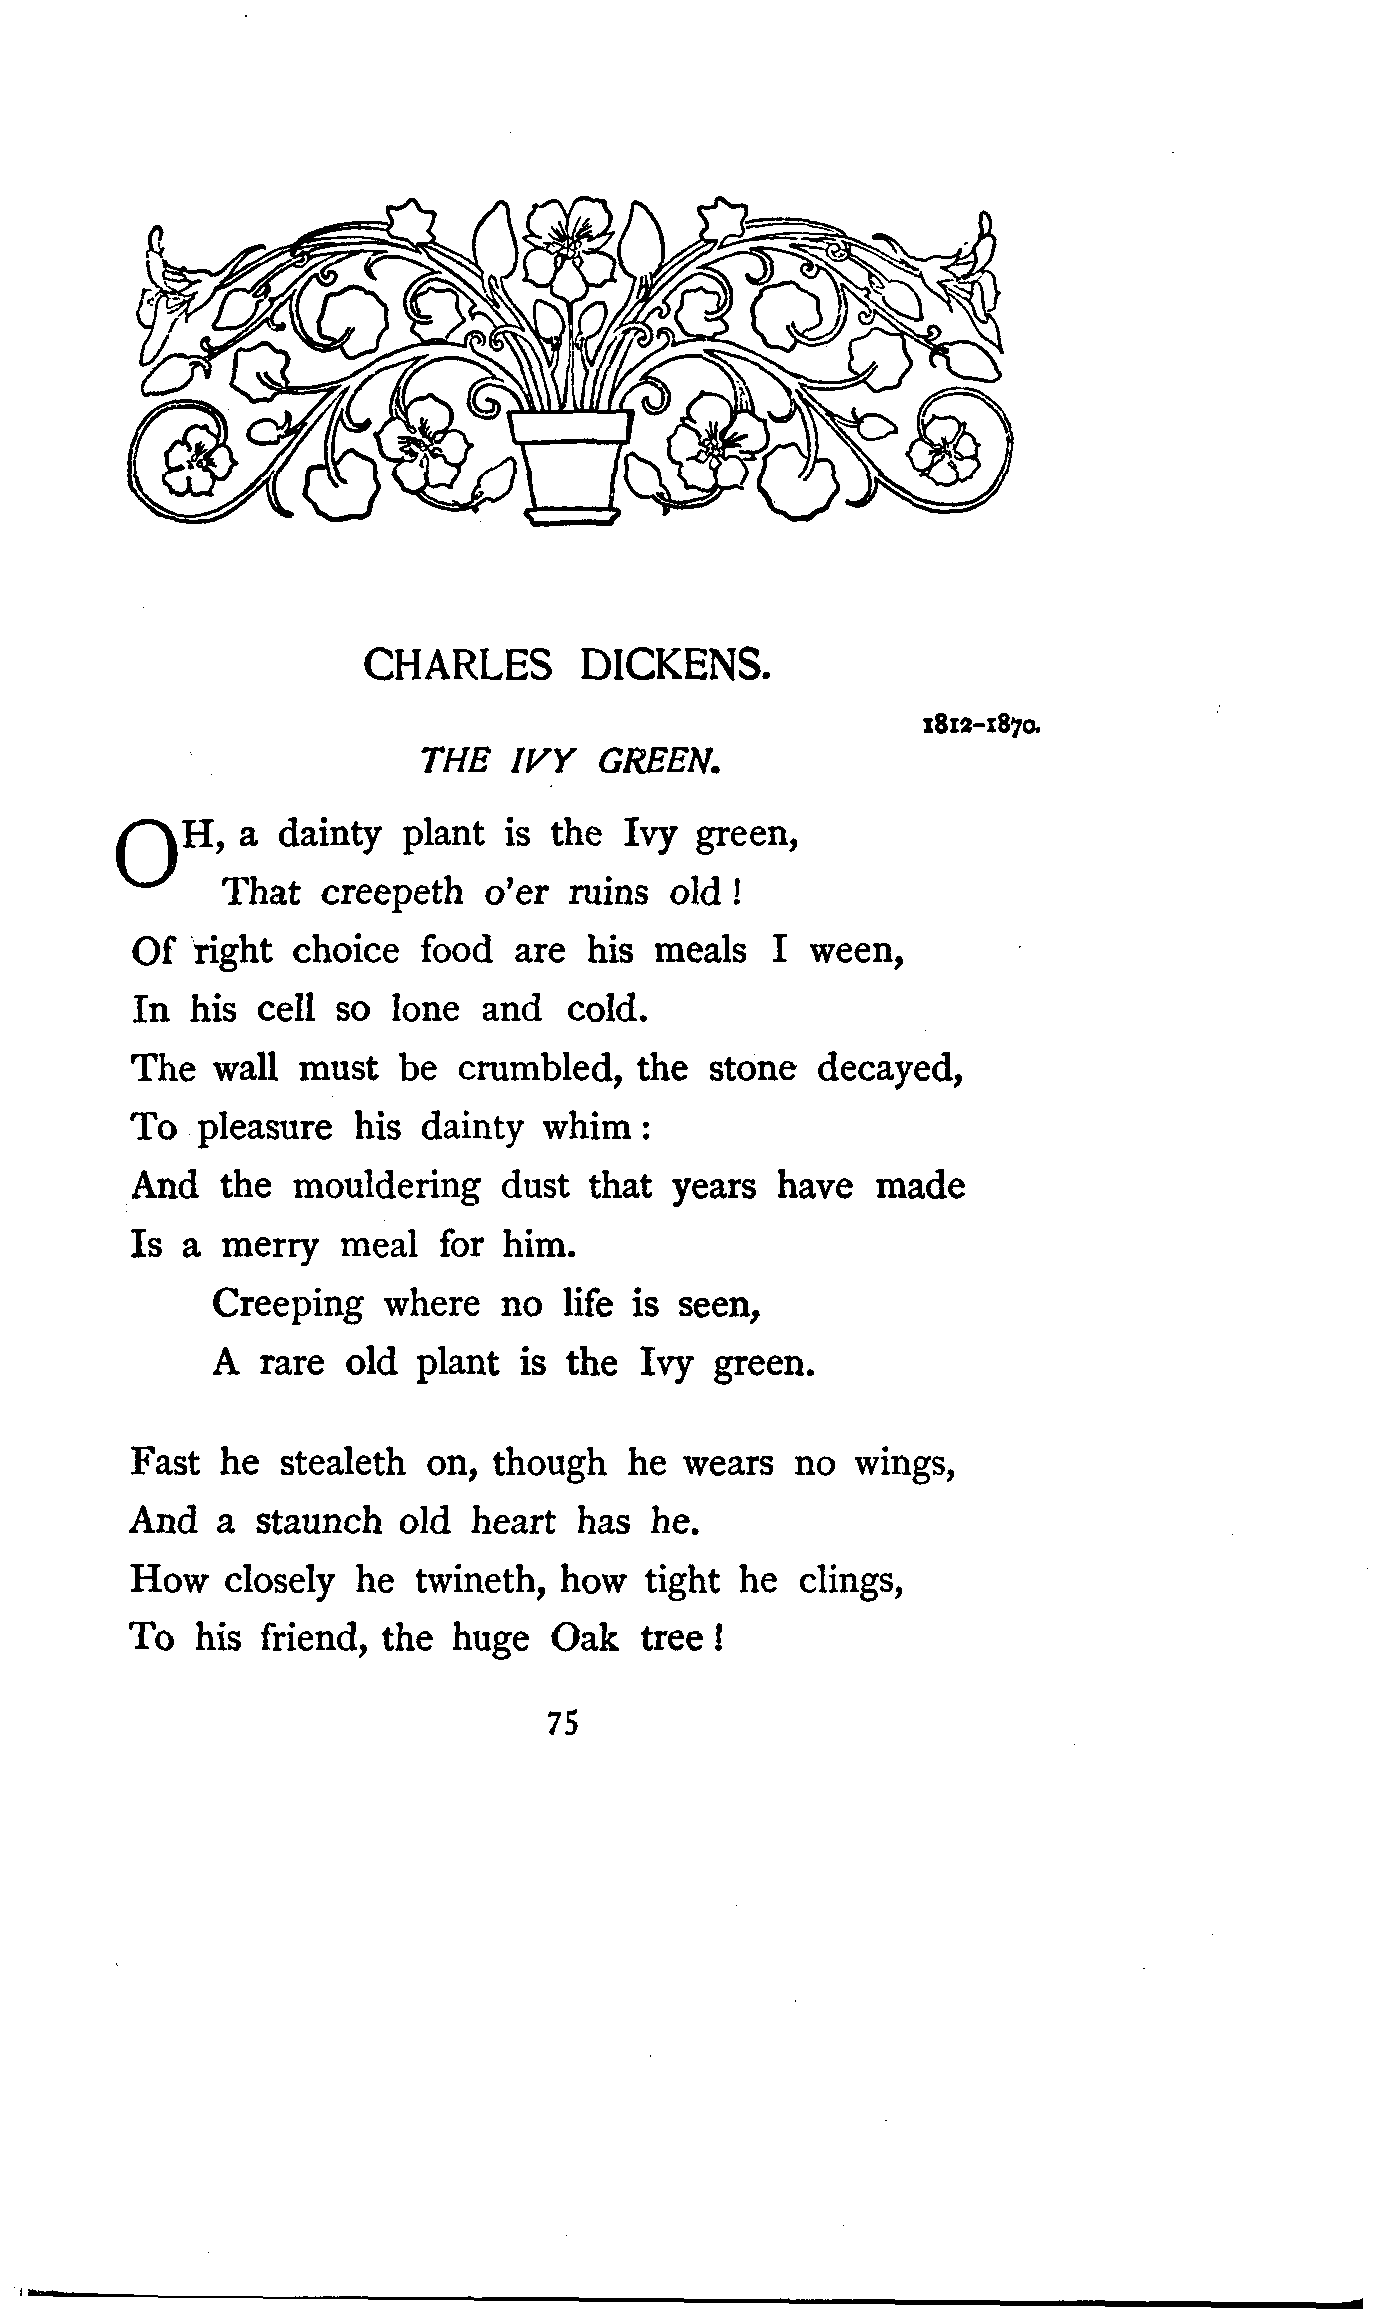 CHARLES DICKENS.
1812-1870.
THE IVY GREEN.
OH, a dainty plant is the Ivy green,
That creepeth o'er ruins old !
Of right choice food are his meals I ween,
In his cell so lone and cold.
The wall must be crumbled, the stone decayed,
To pleasure his dainty whim :
And the mouldering dust that years have made
Is a merry meal for him.
Creeping where no life is seen,
A rare old plant is the Ivy green.
Fast he stealeth on, though he wears no wings,
And a staunch old heart has he.
How closely he twineth, how tight he clings,
To his friend, the huge Oak tree !
75